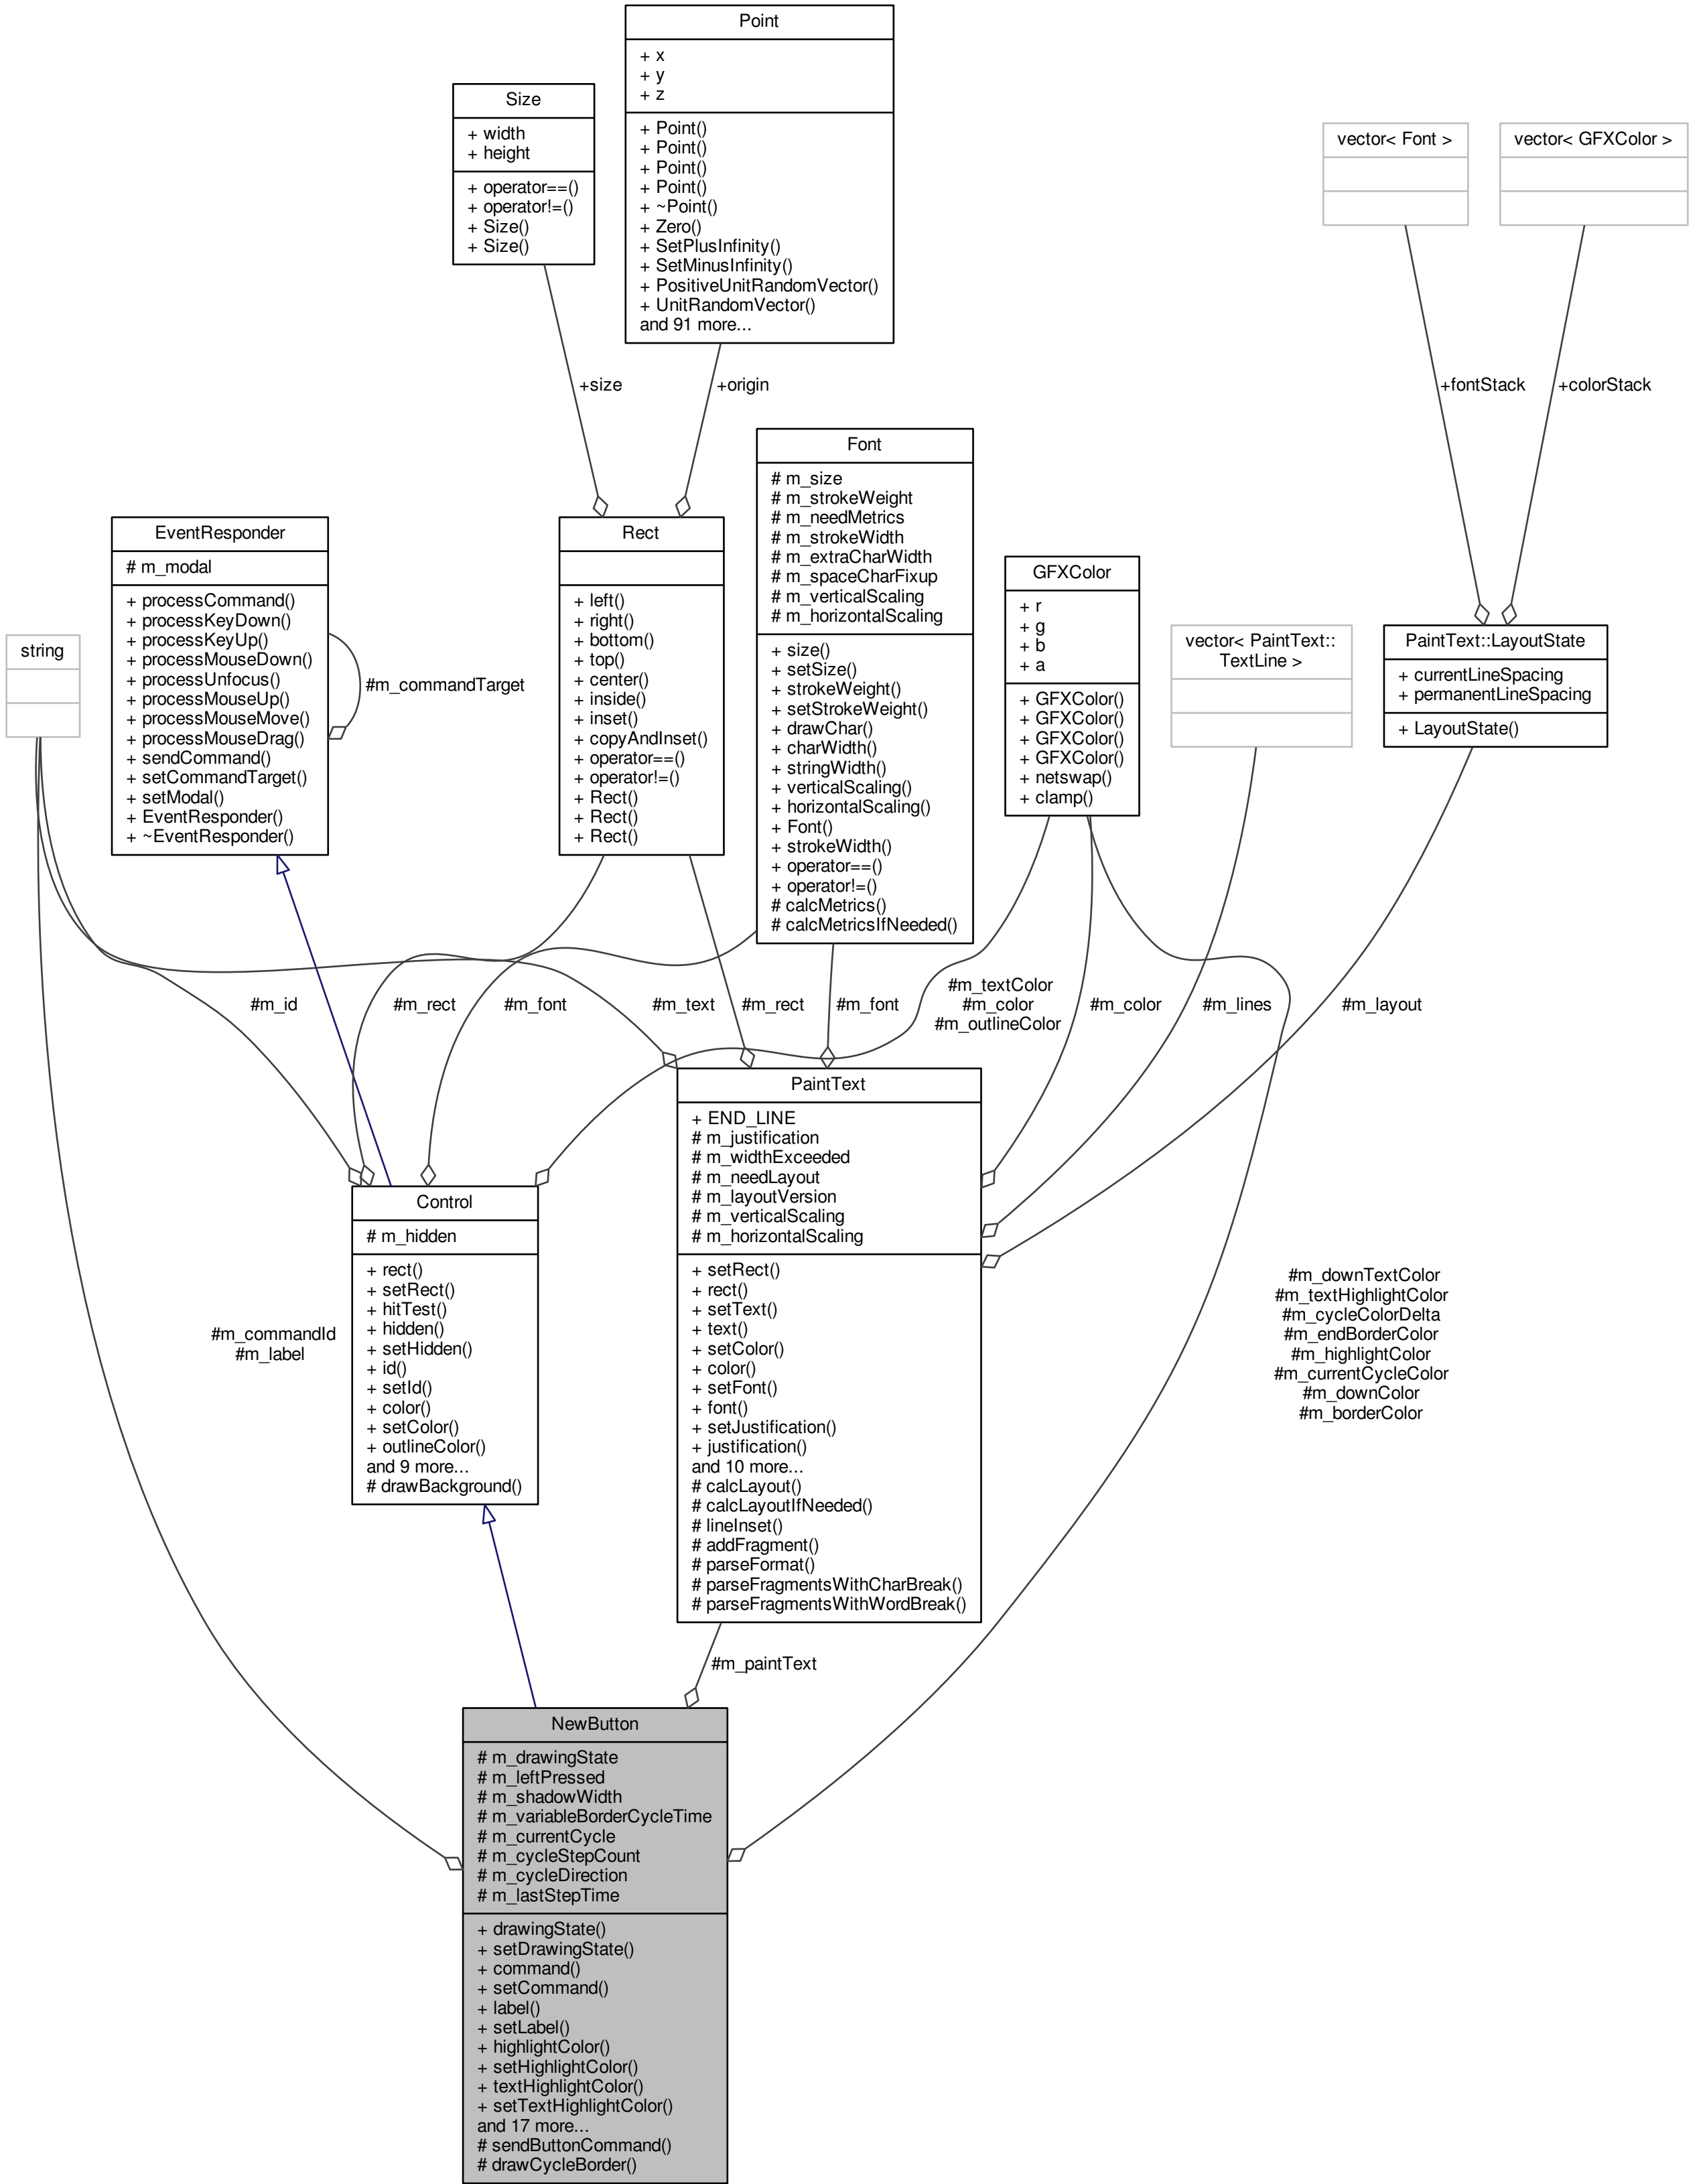 Point
+ x
+ y
+ z
+ Point()
+ Point()
+ Point()
+ Point()
+ ~Point()
+ Zero()
+ SetPlusInfinity()
+ SetMinusInfinity()
+ PositiveUnitRandomVector()
+ UnitRandomVector()
and 91 more...
Size
+ width
+ height
+ operator==()
+ operator!=()
+ Size()
+ Size()
vector< Font >
vector< GFXColor >
+size
+origin
+fontStack
+colorStack
EventResponder
# m_modal
+ processCommand()
+ processKeyDown()
+ processKeyUp()
+ processMouseDown()
+ processUnfocus()
+ processMouseUp()
+ processMouseMove()
+ processMouseDrag()
+ sendCommand()
+ setCommandTarget()
+ setModal()
+ EventResponder()
+ ~EventResponder()
#m_commandTarget
string
Rect
+ left()
+ right()
+ bottom()
+ top()
+ center()
+ inside()
+ inset()
+ copyAndInset()
+ operator==()
+ operator!=()
+ Rect()
+ Rect()
+ Rect()
Font
# m_size
# m_strokeWeight
# m_needMetrics
# m_strokeWidth
# m_extraCharWidth
# m_spaceCharFixup
# m_verticalScaling
# m_horizontalScaling
+ size()
+ setSize()
+ strokeWeight()
+ setStrokeWeight()
+ drawChar()
+ charWidth()
+ stringWidth()
+ verticalScaling()
+ horizontalScaling()
+ Font()
+ strokeWidth()
+ operator==()
+ operator!=()
# calcMetrics()
# calcMetricsIfNeeded()
GFXColor
+ r
+ g
+ b
+ a
+ GFXColor()
+ GFXColor()
+ GFXColor()
+ GFXColor()
+ netswap()
+ clamp()
vector< PaintText::
TextLine >
PaintText::LayoutState
+ currentLineSpacing
+ permanentLineSpacing
+ LayoutState()
#m_id
#m_rect
#m_font
#m_text
#m_rect
#m_font
#m_textColor
#m_color
#m_outlineColor
#m_color
#m_lines
#m_layout
PaintText
+ END_LINE
# m_justification
# m_widthExceeded
# m_needLayout
# m_layoutVersion
# m_verticalScaling
# m_horizontalScaling
+ setRect()
+ rect()
+ setText()
+ text()
+ setColor()
+ color()
+ setFont()
+ font()
+ setJustification()
+ justification()
and 10 more...
# calcLayout()
# calcLayoutIfNeeded()
# lineInset()
# addFragment()
# parseFormat()
# parseFragmentsWithCharBreak()
# parseFragmentsWithWordBreak()
Control
# m_hidden
+ rect()
+ setRect()
+ hitTest()
+ hidden()
+ setHidden()
+ id()
+ setId()
+ color()
+ setColor()
+ outlineColor()
and 9 more...
# drawBackground()
#m_commandId
#m_label
#m_downTextColor
#m_textHighlightColor
#m_cycleColorDelta
#m_endBorderColor
#m_highlightColor
#m_currentCycleColor
#m_downColor
#m_borderColor
#m_paintText
NewButton
# m_drawingState
# m_leftPressed
# m_shadowWidth
# m_variableBorderCycleTime
# m_currentCycle
# m_cycleStepCount
# m_cycleDirection
# m_lastStepTime
+ drawingState()
+ setDrawingState()
+ command()
+ setCommand()
+ label()
+ setLabel()
+ highlightColor()
+ setHighlightColor()
+ textHighlightColor()
+ setTextHighlightColor()
and 17 more...
# sendButtonCommand()
# drawCycleBorder()